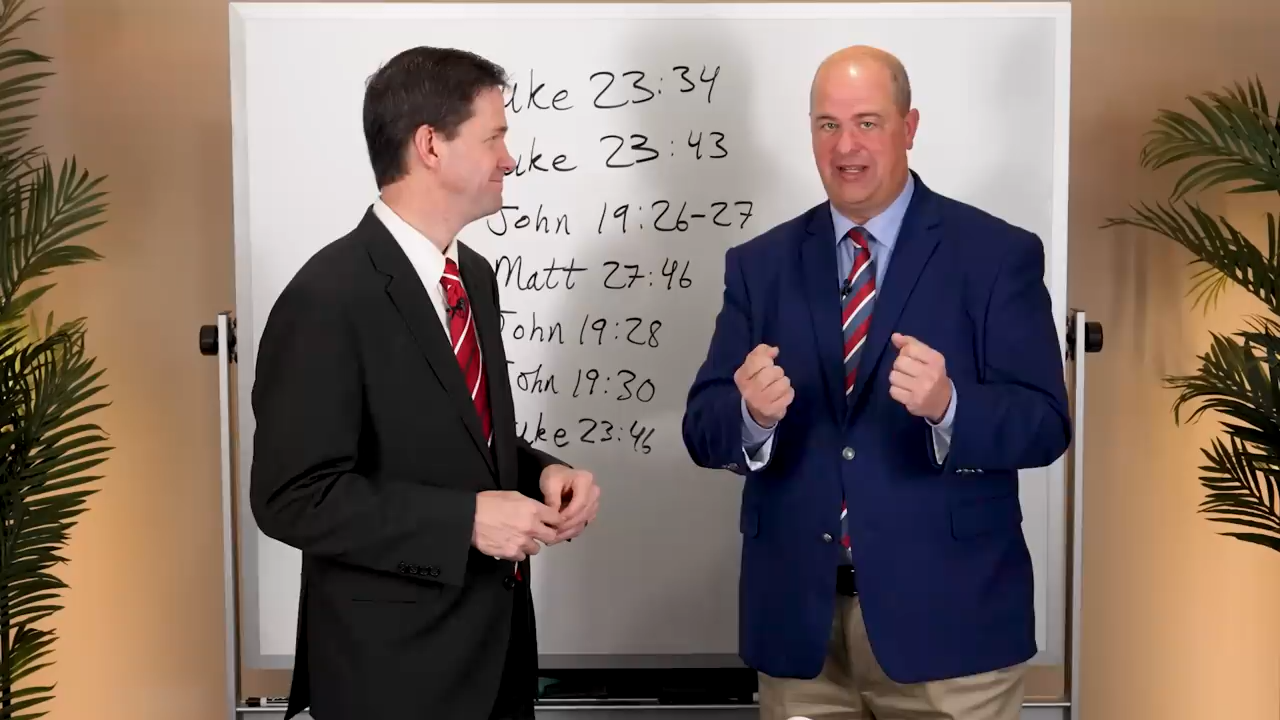 uke 23:34
uke 23:43
John 19:26-27
Matt 27:46
John 19:28
John 19:30
uke 23:46